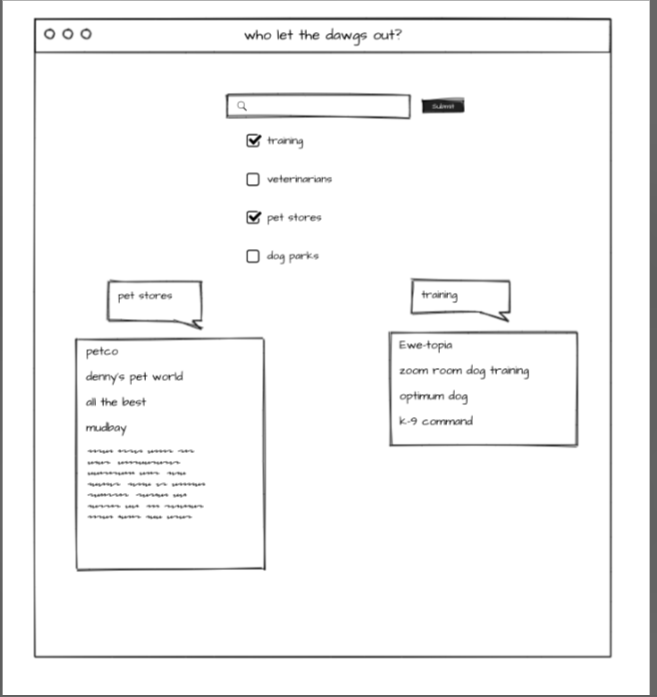 who let the dawgs out?
Submit
training
veterinarians
pet stores
dog parks
pet stores
petco
denny's pet world
all the best
mudbay
training
Ewe-topia
zoom room dog training
optimum dog
k-9 command